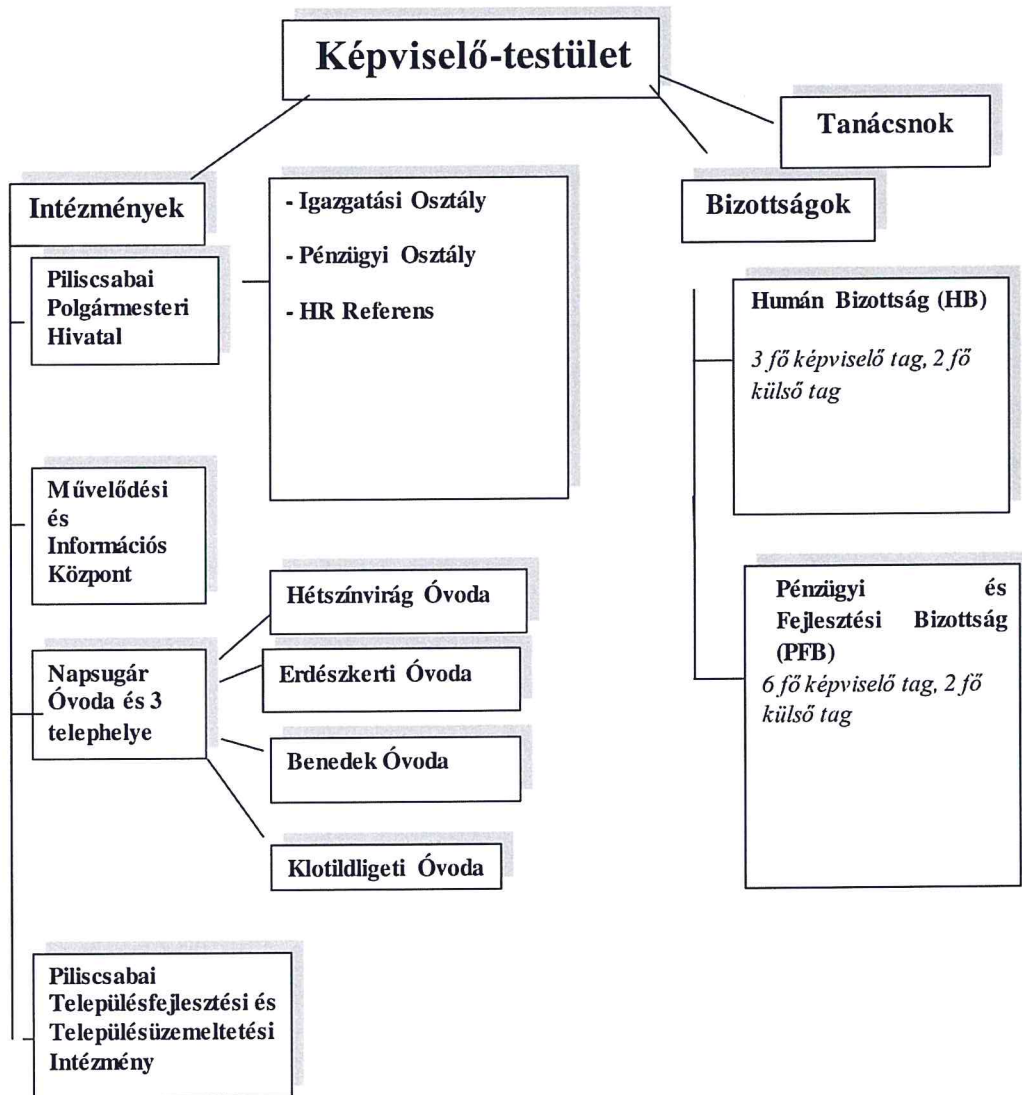 Képviselő-testület
Tanácsnok
Intézmények
- Igazgatási Osztály
- Pénzügyi Osztály
- HR Referens
Bizottságok
Piliscsabai
Polgármesteri
Hivatal
Humán Bizottság (HB)
3 fő képviselő tag, 2 fő
külső tag
Művelődési
és
Információs
Központ
Hétszínvirág Óvoda
Erdészkerti Óvoda
Benedek Óvoda
Klotildligeti Óvoda
Napsugár
Óvoda és 3
telephelye
Pénzügyi és
Fejlesztési Bizottság
(PFB)
6 fő képviselő tag, 2 fő
külső tag
Piliscsabai
Településfejlesztési és
Településüzemeltetési
Intézmény